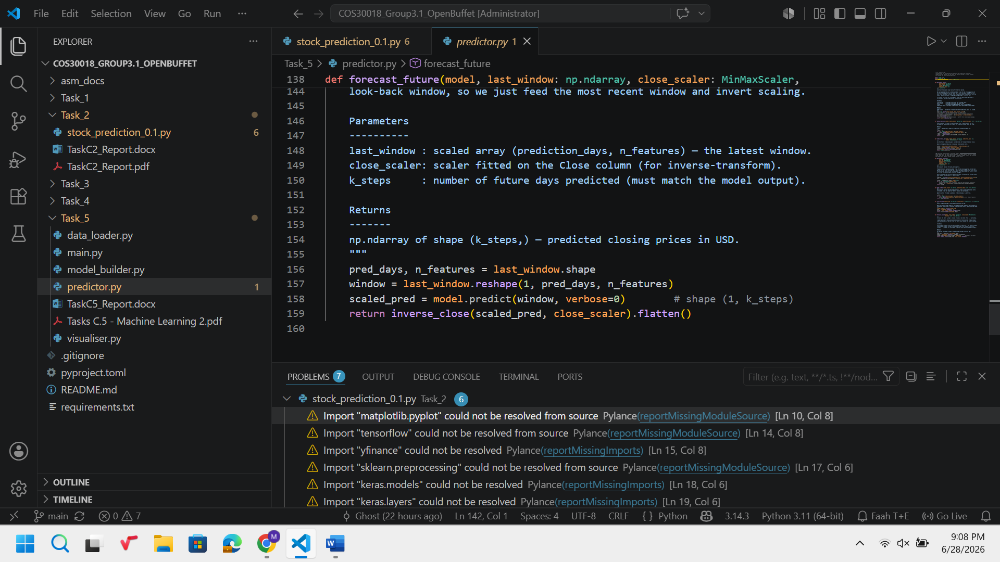 File Edit Selection View Go Run ···
COS30018_Group3.1_OpenBuffet [Administrator]
EXPLORER
COS30018_GROUP3.1_OPENBUFFET
asm_docs
Task_1
Task_2
stock_prediction_0.1.py 6
TaskC2_Report.docx
TaskC2_Report.pdf
Task_3
Task_4
Task_5
data_loader.py
main.py
model_builder.py
predictor.py 1
TaskC5_Report.docx
Tasks C.5 - Machine Learning 2.pdf
visualiser.py
.gitignore
pyproject.toml
README.md
requirements.txt
OUTLINE
TIMELINE
stock_prediction_0.1.py 6
predictor.py 1
Task_5 > predictor.py > forecast_future
138 def forecast_future(model, last_window: np.ndarray, close_scaler: MinMaxScaler,
144 look-back window, so we just feed the most recent window and invert scaling.
145
146 Parameters
147 ----------
148 last_window : scaled array (prediction_days, n_features) — the latest window.
149 close_scaler: scaler fitted on the Close column (for inverse-transform).
150 k_steps     : number of future days predicted (must match the model output).
151
152 Returns
153 -------
154 np.ndarray of shape (k_steps,) — predicted closing prices in USD.
155 """
156 pred_days, n_features = last_window.shape
157 window = last_window.reshape(1, pred_days, n_features)
158 scaled_pred = model.predict(window, verbose=0)        # shape (1, k_steps)
159 return inverse_close(scaled_pred, close_scaler).flatten()
160
PROBLEMS 7 OUTPUT DEBUG CONSOLE TERMINAL PORTS
Filter (e.g. text, **/*.ts, !**/nod...
stock_prediction_0.1.py Task_2 6
Import "matplotlib.pyplot" could not be resolved from source Pylance(reportMissingModuleSource) [Ln 10, Col 8]
Import "tensorflow" could not be resolved from source Pylance(reportMissingModuleSource) [Ln 14, Col 8]
Import "yfinance" could not be resolved Pylance(reportMissingImports) [Ln 15, Col 8]
Import "sklearn.preprocessing" could not be resolved from source Pylance(reportMissingModuleSource) [Ln 17, Col 6]
Import "keras.models" could not be resolved Pylance(reportMissingImports) [Ln 18, Col 6]
Import "keras.layers" could not be resolved Pylance(reportMissingImports) [Ln 19, Col 6]
main 0 7 Ghost (22 hours ago) Ln 142, Col 1 Spaces: 4 UTF-8 CRLF { } Python 3.14.3 Python 3.11 (64-bit) Faah T+E Go Live
M
W
9:08 PM
6/28/2026